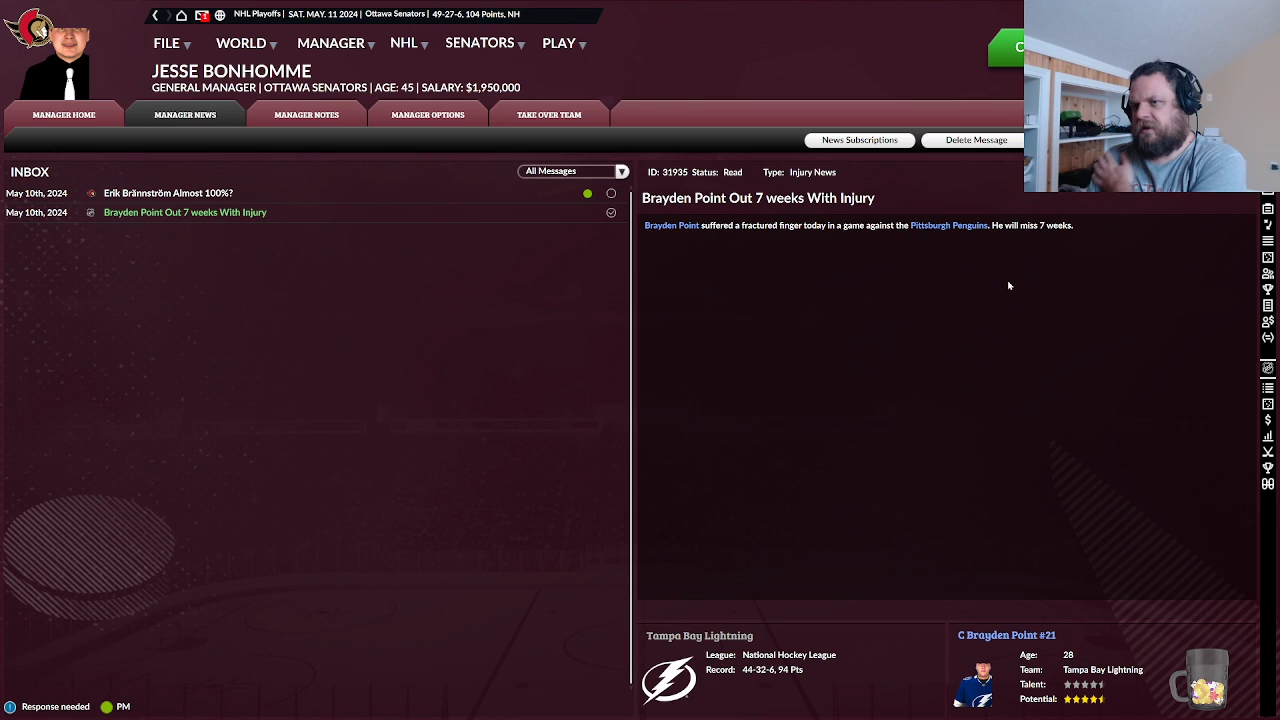 NHL Playoffs | SAT. MAY. 11 2024 | Ottawa Senators | 49-27-6, 104 Points, NH
FILE WORLD MANAGER NHL SENATORS PLAY
C
JESSE BONHOMME
GENERAL MANAGER | OTTAWA SENATORS | AGE: 45 | SALARY: $1,950,000
MANAGER HOME MANAGER NEWS MANAGER NOTES MANAGER OPTIONS TAKE OVER TEAM
News Subscriptions Delete Message
INBOX All Messages ID: 31935 Status: Read Type: Injury News
May 10th, 2024 Erik Brännström Almost 100%?
May 10th, 2024 Brayden Point Out 7 weeks With Injury
Brayden Point Out 7 weeks With Injury
Brayden Point suffered a fractured finger today in a game against the Pittsburgh Penguins. He will miss 7 weeks.
Tampa Bay Lightning
League: National Hockey League
Record: 44-32-6, 94 Pts
C Brayden Point #21
Age: 28
Team: Tampa Bay Lightning
Talent:
Potential:
Response needed PM